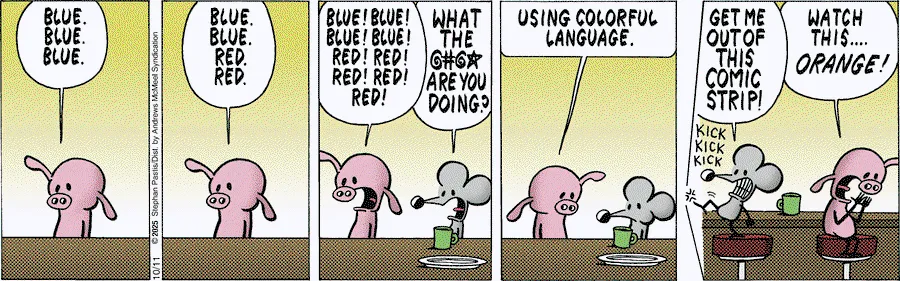 BLUE.
BLUE.
BLUE.
© 2025 Stephan Pastis/Dist. by Andrews McMeel Syndication
10/11
BLUE.
BLUE.
RED.
RED.
BLUE! BLUE!
BLUE! BLUE!
RED! RED!
RED! RED!
RED!
WHAT
THE
@#@*
ARE YOU
DOING?
USING COLORFUL
LANGUAGE.
GET ME
OUT OF
THIS
COMIC
STRIP!
KICK
KICK
KICK
WATCH
THIS....
ORANGE!